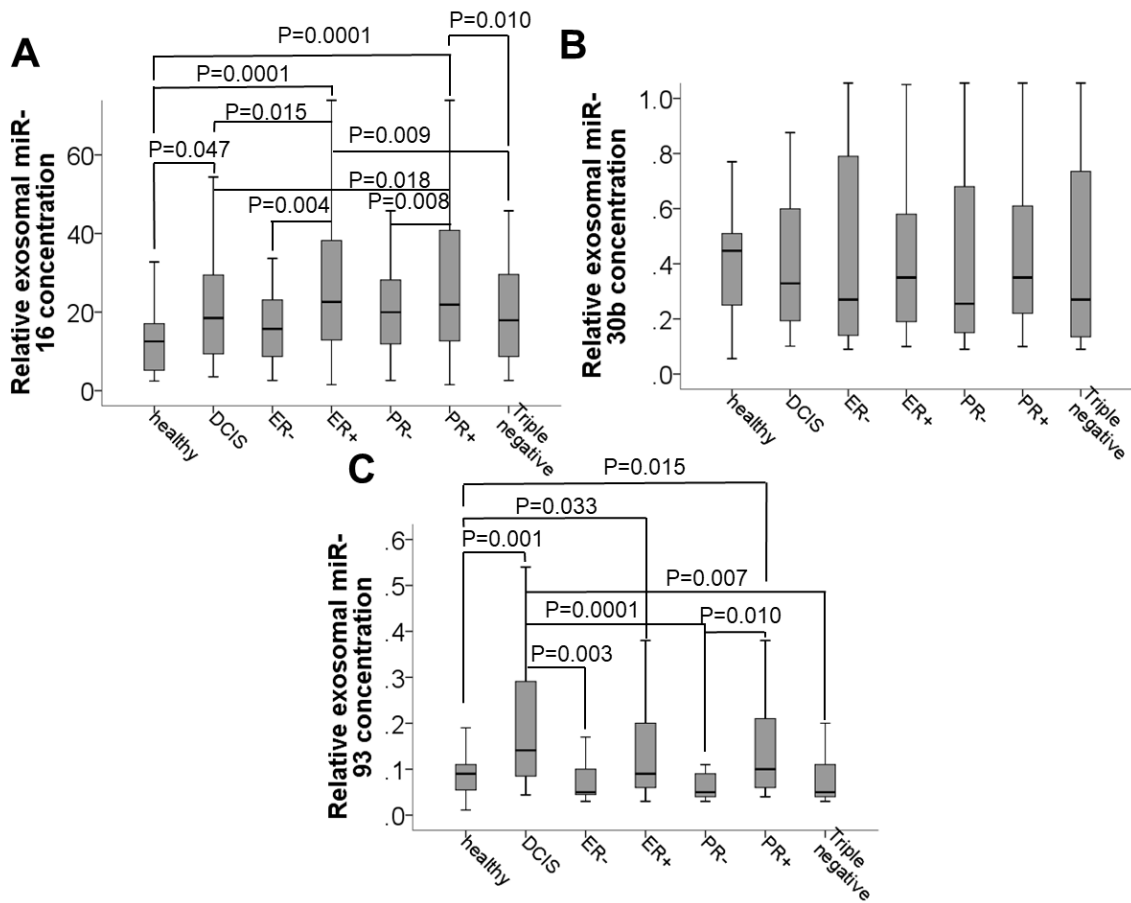 A
P=0.010
P=0.0001
P=0.0001
P=0.015
P=0.009
P=0.047
P=0.018
P=0.004
P=0.008
Relative exosomal miR-
16 concentration
60
40
20
0
healthy
DCIS
ER-
ER+
PR-
PR+
Triple
negative
B
Relative exosomal miR-
30b concentration
1.0
.8
.6
.4
.2
.0
healthy
DCIS
ER-
ER+
PR-
PR+
Triple
negative
C
P=0.015
P=0.033
P=0.001
P=0.007
P=0.0001
P=0.010
P=0.003
Relative exosomal miR-
93 concentration
.6
.5
.4
.3
.2
.1
.0
healthy
DCIS
ER-
ER+
PR-
PR+
Triple
negative